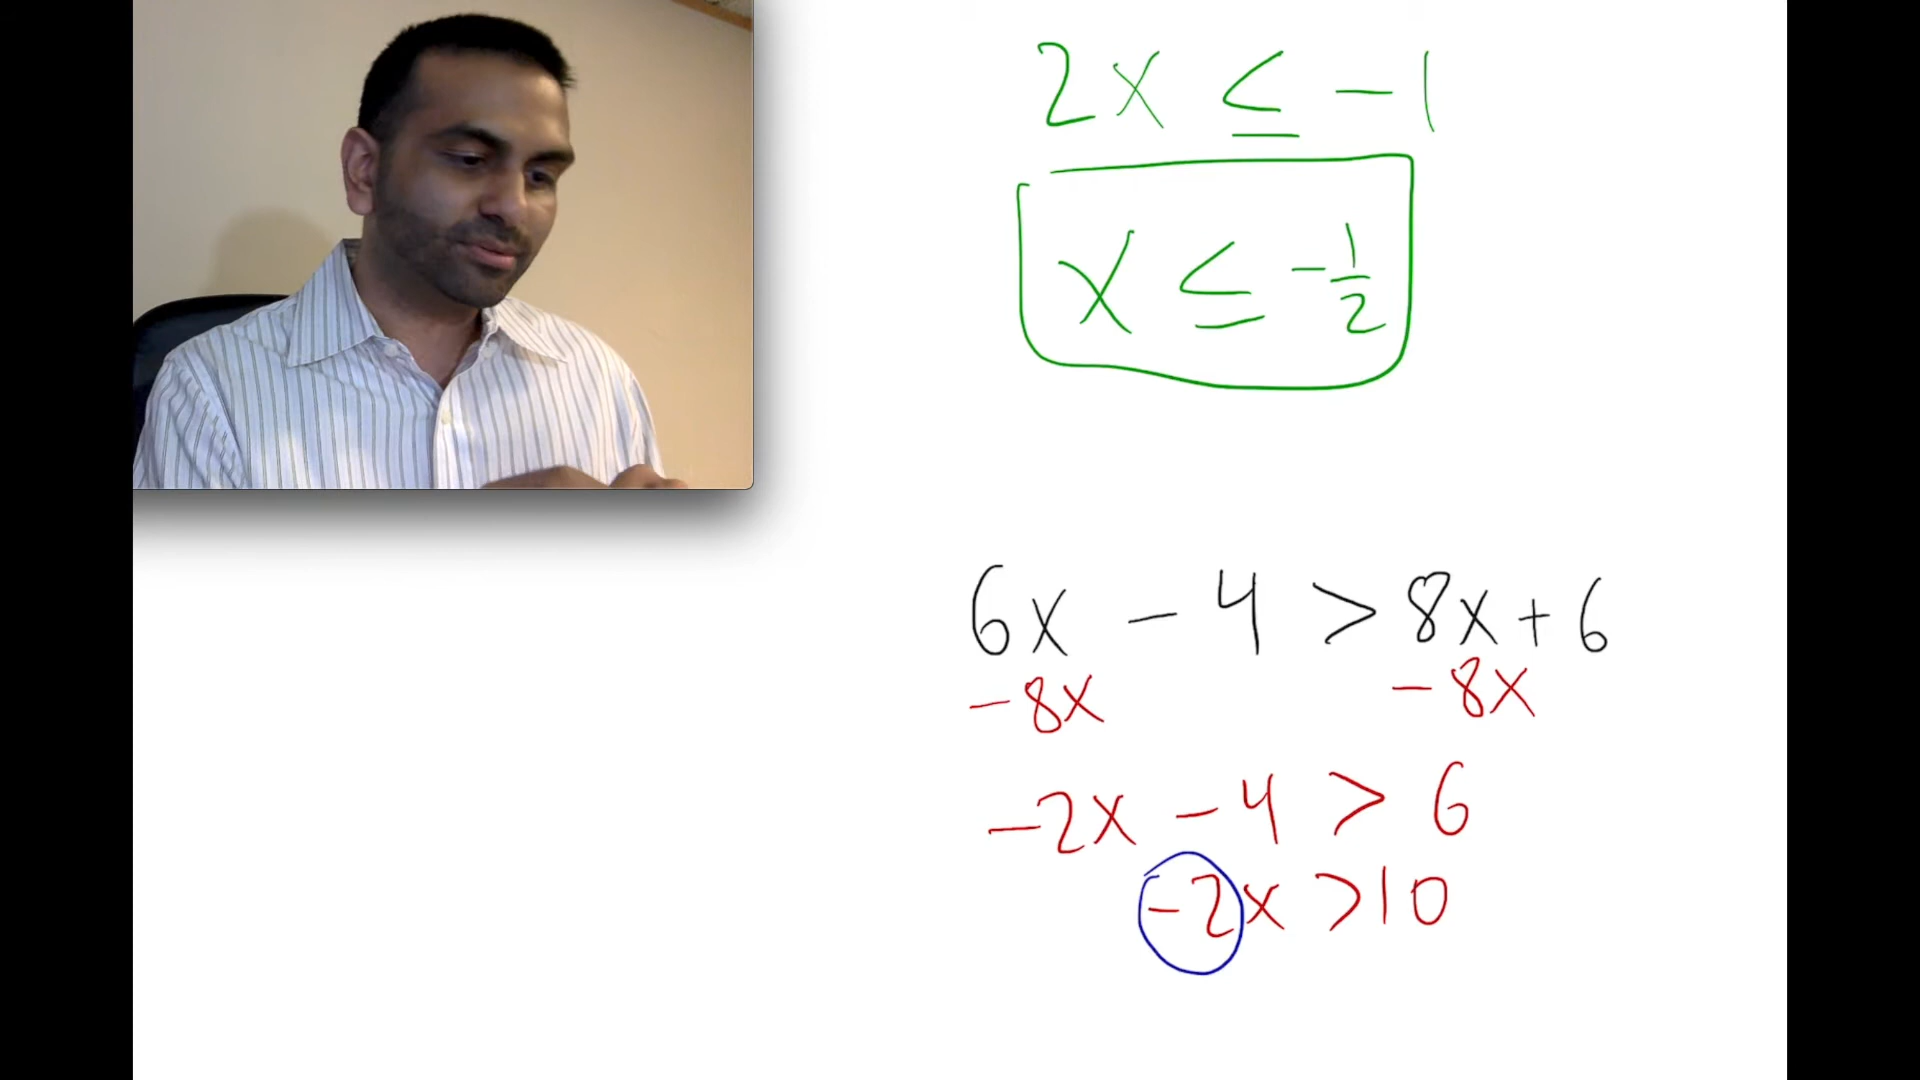 2x ≤ -1
x ≤ -1/2
6x - 4 > 8x + 6
-8x -8x
-2x - 4 > 6
-2x > 10